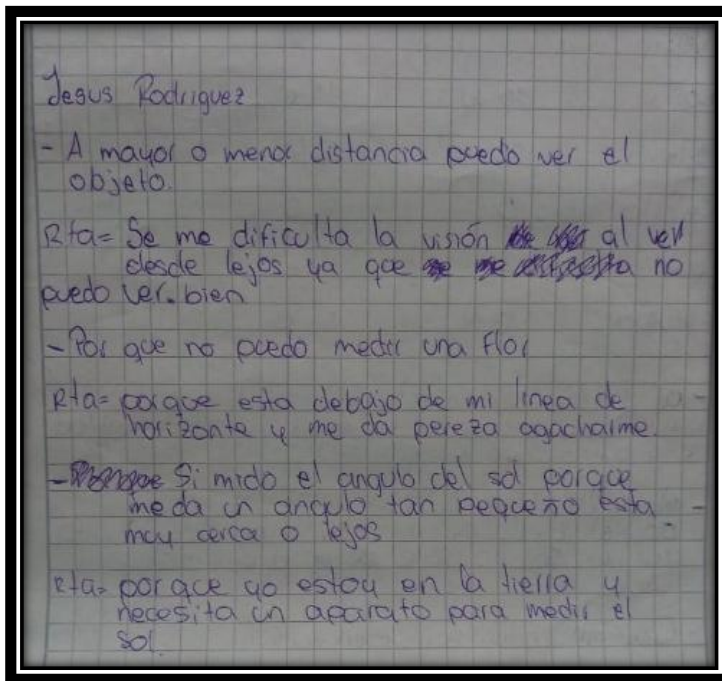 Jesus Rodriguez
- A mayor o menor distancia puedo ver el
objeto.
Rta= Se me dificulta la visión al ver
desde lejos ya que no
puedo ver. bien
- Por que no puedo medir una flor
Rta= porque esta debajo de mi linea de
horizonte y me da pereza agacharme.
- Si mido el angulo del sol porque
me da un angulo tan pequeño esta
muy cerca o lejos
Rta= porque yo estoy en la tierra y
necesita un aparato para medir el
sol.